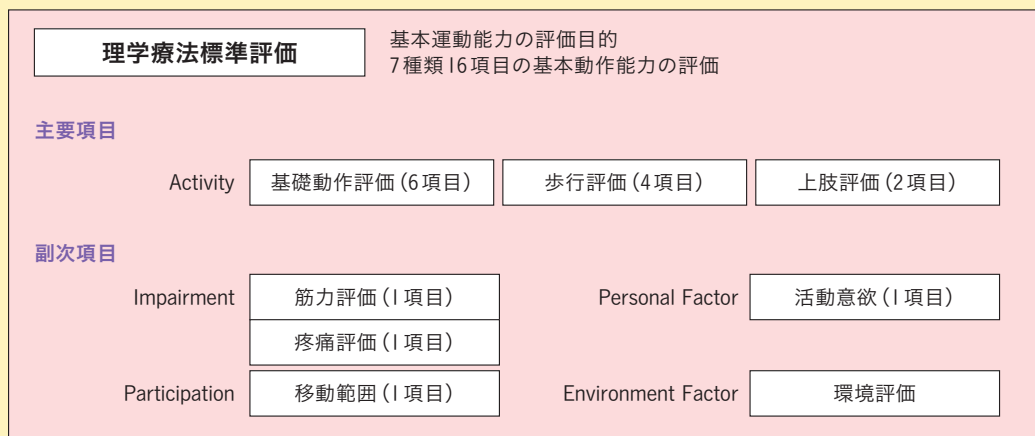 理学療法標準評価
基本運動能力の評価目的
7種類16項目の基本動作能力の評価
主要項目
Activity 基礎動作評価(6項目) 歩行評価(4項目) 上肢評価(2項目)
副次項目
Impairment 筋力評価(1項目) Personal Factor 活動意欲(1項目)
疼痛評価(1項目)
Participation 移動範囲(1項目) Environment Factor 環境評価